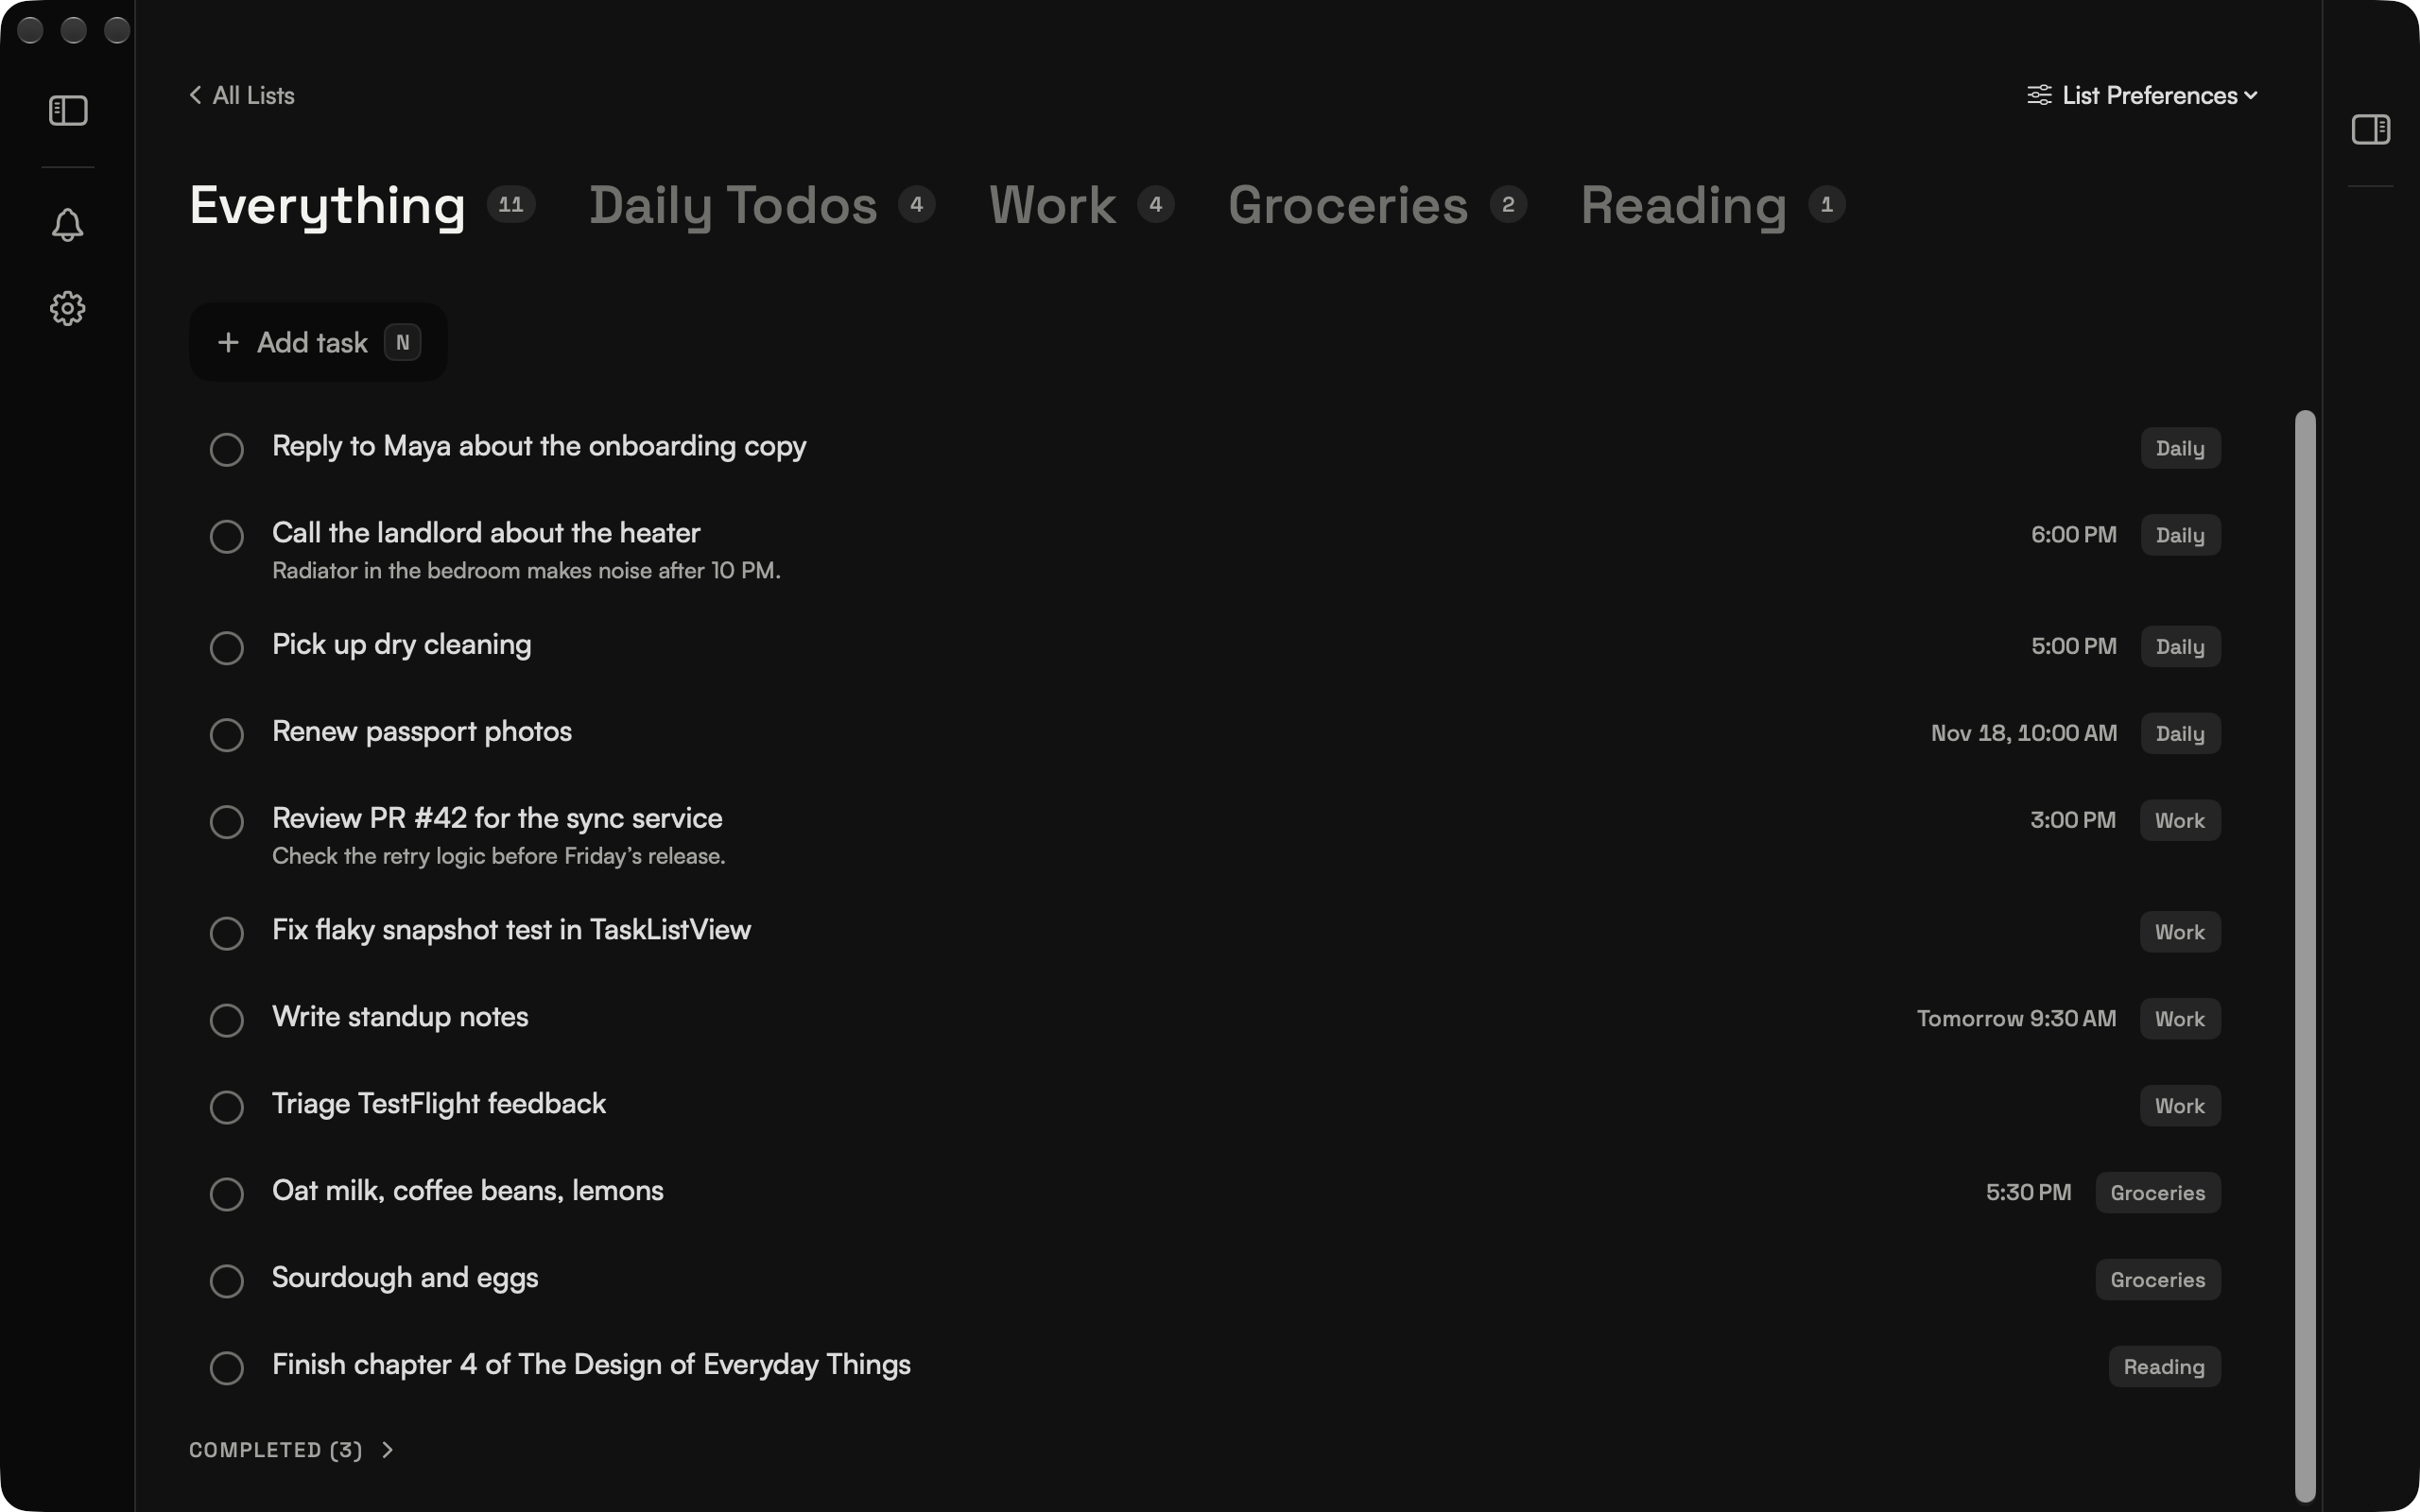 All Lists
List Preferences
Everything 11 Daily Todos 4 Work 4 Groceries 2 Reading 1
+ Add task N
Reply to Maya about the onboarding copy Daily
Call the landlord about the heater 6:00 PM Daily
Radiator in the bedroom makes noise after 10 PM.
Pick up dry cleaning 5:00 PM Daily
Renew passport photos Nov 18, 10:00 AM Daily
Review PR #42 for the sync service 3:00 PM Work
Check the retry logic before Friday’s release.
Fix flaky snapshot test in TaskListView Work
Write standup notes Tomorrow 9:30 AM Work
Triage TestFlight feedback Work
Oat milk, coffee beans, lemons 5:30 PM Groceries
Sourdough and eggs Groceries
Finish chapter 4 of The Design of Everyday Things Reading
COMPLETED (3)